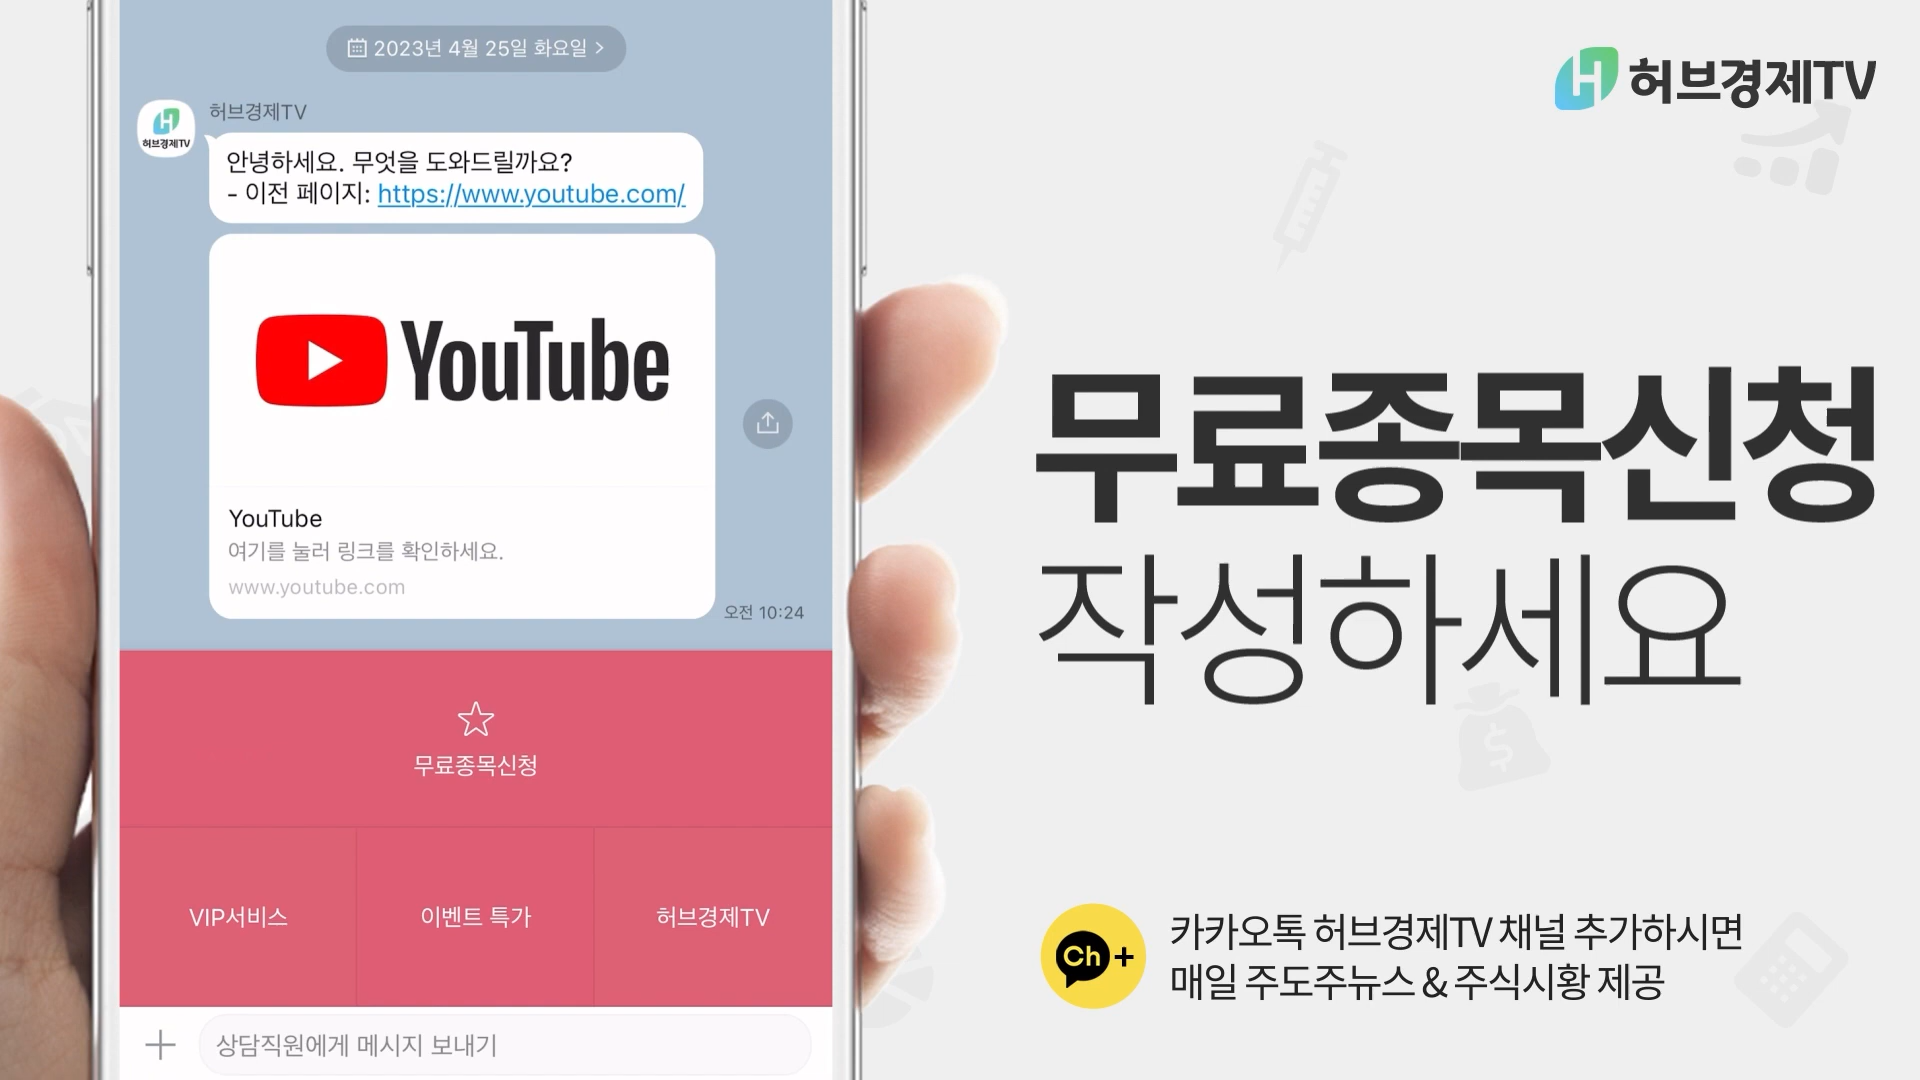 2023년 4월 25일 화요일 >
허브경제TV
허브경제TV
안녕하세요. 무엇을 도와드릴까요?
- 이전 페이지: https://www.youtube.com/
YouTube
YouTube
여기를 눌러 링크를 확인하세요.
www.youtube.com
오전 10:24
무료종목신청
VIP서비스
이벤트 특가
허브경제TV
상담직원에게 메시지 보내기
허브경제TV
무료종목신청
작성하세요
Ch+
카카오톡 허브경제TV 채널 추가하시면
매일 주도주뉴스 & 주식시황 제공